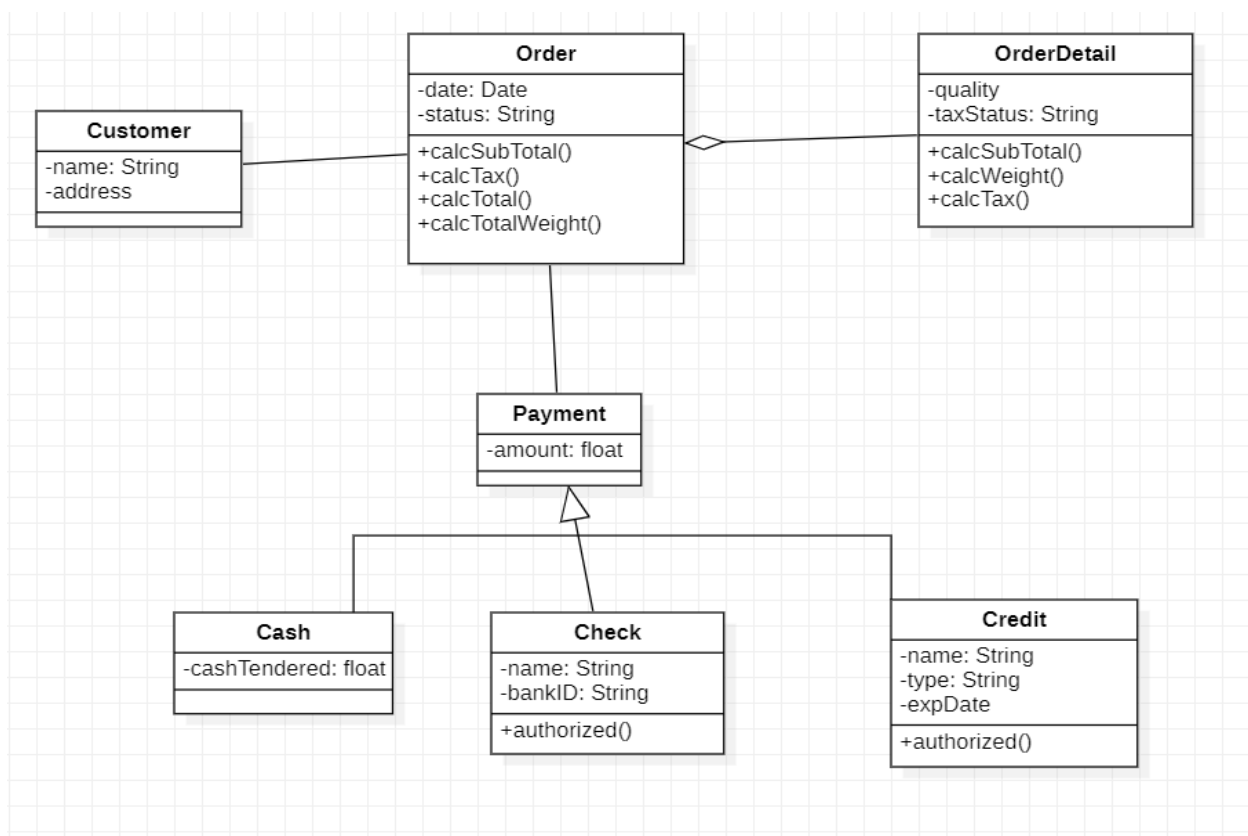 Order
-date: Date
-status: String
+calcSubTotal()
+calcTax()
+calcTotal()
+calcTotalWeight()
OrderDetail
-quality
-taxStatus: String
+calcSubTotal()
+calcWeight()
+calcTax()
Customer
-name: String
-address
Payment
-amount: float
Cash
-cashTendered: float
Check
-name: String
-bankID: String
+authorized()
Credit
-name: String
-type: String
-expDate
+authorized()